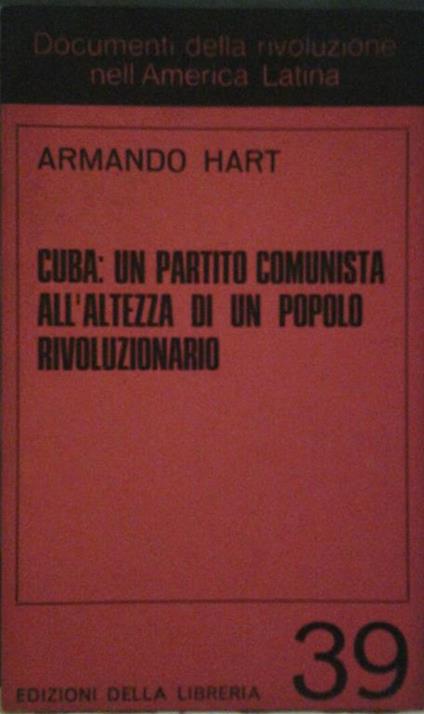 Documenti della rivoluzione
nell'America Latina
ARMANDO HART
CUBA: UN PARTITO COMUNISTA
ALL'ALTEZZA DI UN POPOLO
RIVOLUZIONARIO
39
EDIZIONI DELLA LIBRERIA